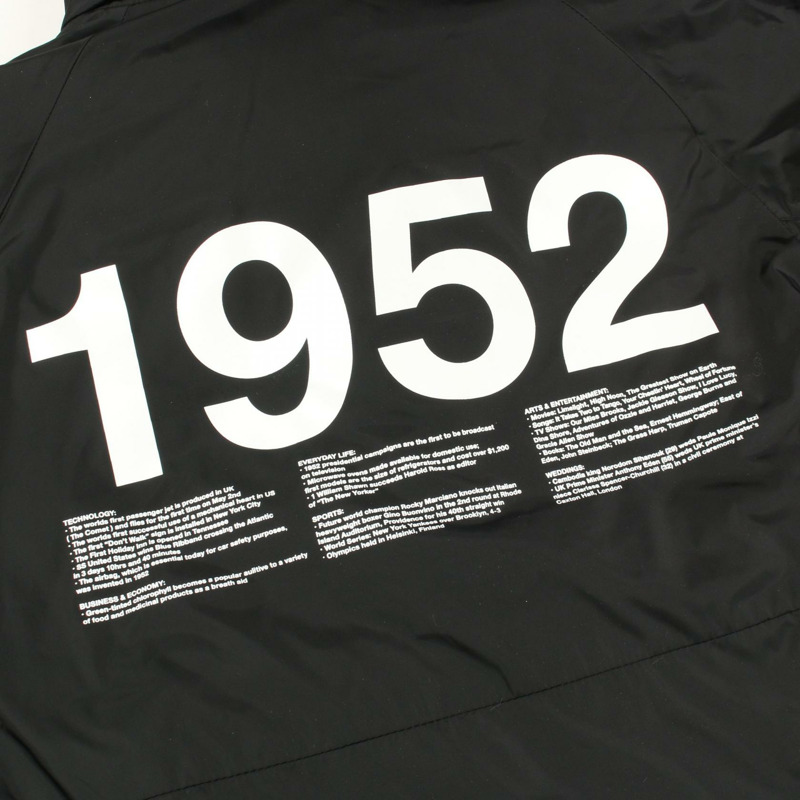 1952
TECHNOLOGY:
· The worlds first passenger jet is produced in UK
( The Comet ) and flies for the first time on May 2nd
· The first successful use of a mechanical heart in US
· The first "Don't Walk" sign is installed in New York City
· The First Holiday Inn is opened in Tennessee
· SS United States wins Blue Ribband crossing the Atlantic
in 3 days 10hrs and 40 minutes
· The airbag, which is essential today for car safety purposes,
was invented in 1952
BUSINESS & ECONOMY:
· Green-tinted chlorophyll becomes a popular aulitive to a variety
of food and medicinal products as a breath aid
EVERYDAY LIFE:
· 1952 presidential campaigns are the first to be broadcast
on television
· Microwave ovens made available for domestic use;
first models are the size of refrigerators and cost over $1,200
· 1 William Shawn succeeds Harold Ross as editor
of "The New Yorker"
SPORTS:
· Future world champion Rocky Marciano knocks out Italian
heavyweight boxer Gino Buonvino in the 2nd round at Rhode
Island Auditorium, Providence for his 40th straight win
· World Series: New York Yankees over Brooklyn, 4-3
· Olympics held in Helsinki, Finland
ARTS & ENTERTAINMENT:
· Movies: Limelight, High Noon, The Greatest Show on Earth
· Songs: It Takes Two to Tango, Your Cheatin' Heart, Wheel of Fortune
· TV Shows: Our Miss Brooks, Jackie Gleason Show, I Love Lucy,
Dina Shore, Adventures of Ozzie and Harriet, George Burns and
Gracie Allen Show
· Books: The Old Man and the Sea, Ernest Hemingway; East of
Eden, John Steinbeck; The Grass Harp, Truman Capote
WEDDINGS:
· Cambodia king Norodom Sihanouk (29) weds Paule Monique Izzi
· UK Prime Minister Anthony Eden (55) weds UK prime minister's
niece Clarissa Spencer-Churchill (32) in a civil ceremony at
Caxton Hall, London